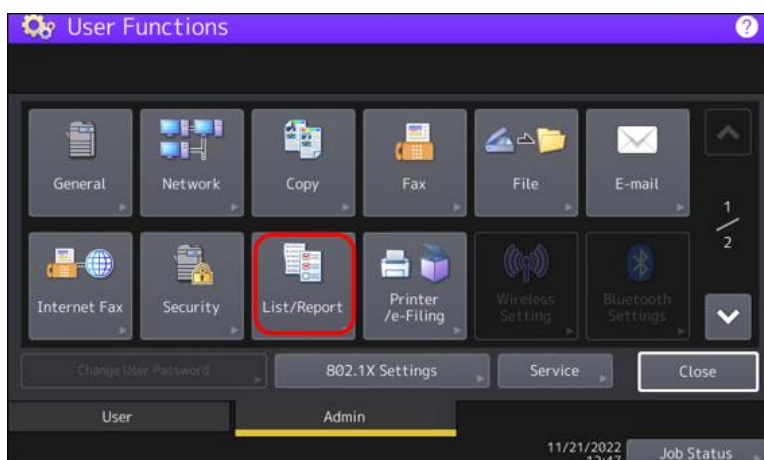 User Functions
?
General
Network
Copy
Fax
File
E-mail
1
2
Internet Fax
Security
List/Report
Printer
/e-Filing
Wireless
Setting
Bluetooth
Settings
Change User Password
802.1X Settings
Service
Close
User
Admin
11/21/2022
Job Status